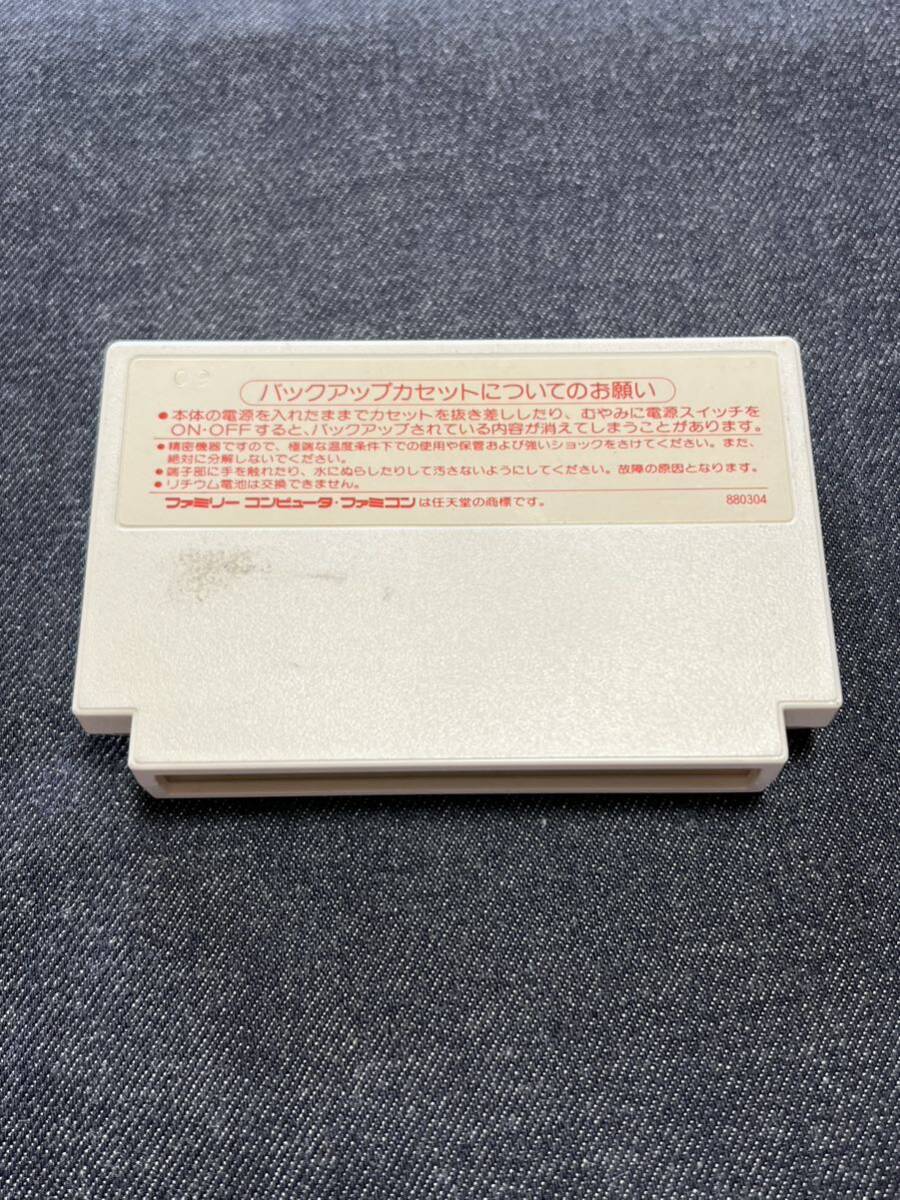 バックアップカセットについてのお願い
●本体の電源を入れたままでカセットを抜き差ししたり、むやみに電源スイッチを
ON・OFFすると、バックアップされている内容が消えてしまうことがあります。
●精密機器ですので、極端な温度条件下での使用や保管および強いショックをさけてください。また、
絶対に分解しないでください。
●端子部に手を触れたり、水にぬらしたりして汚さないようにしてください。故障の原因となります。
●リチウム電池は交換できません。
ファミリー コンピュータ・ファミコンは任天堂の商標です。 880304